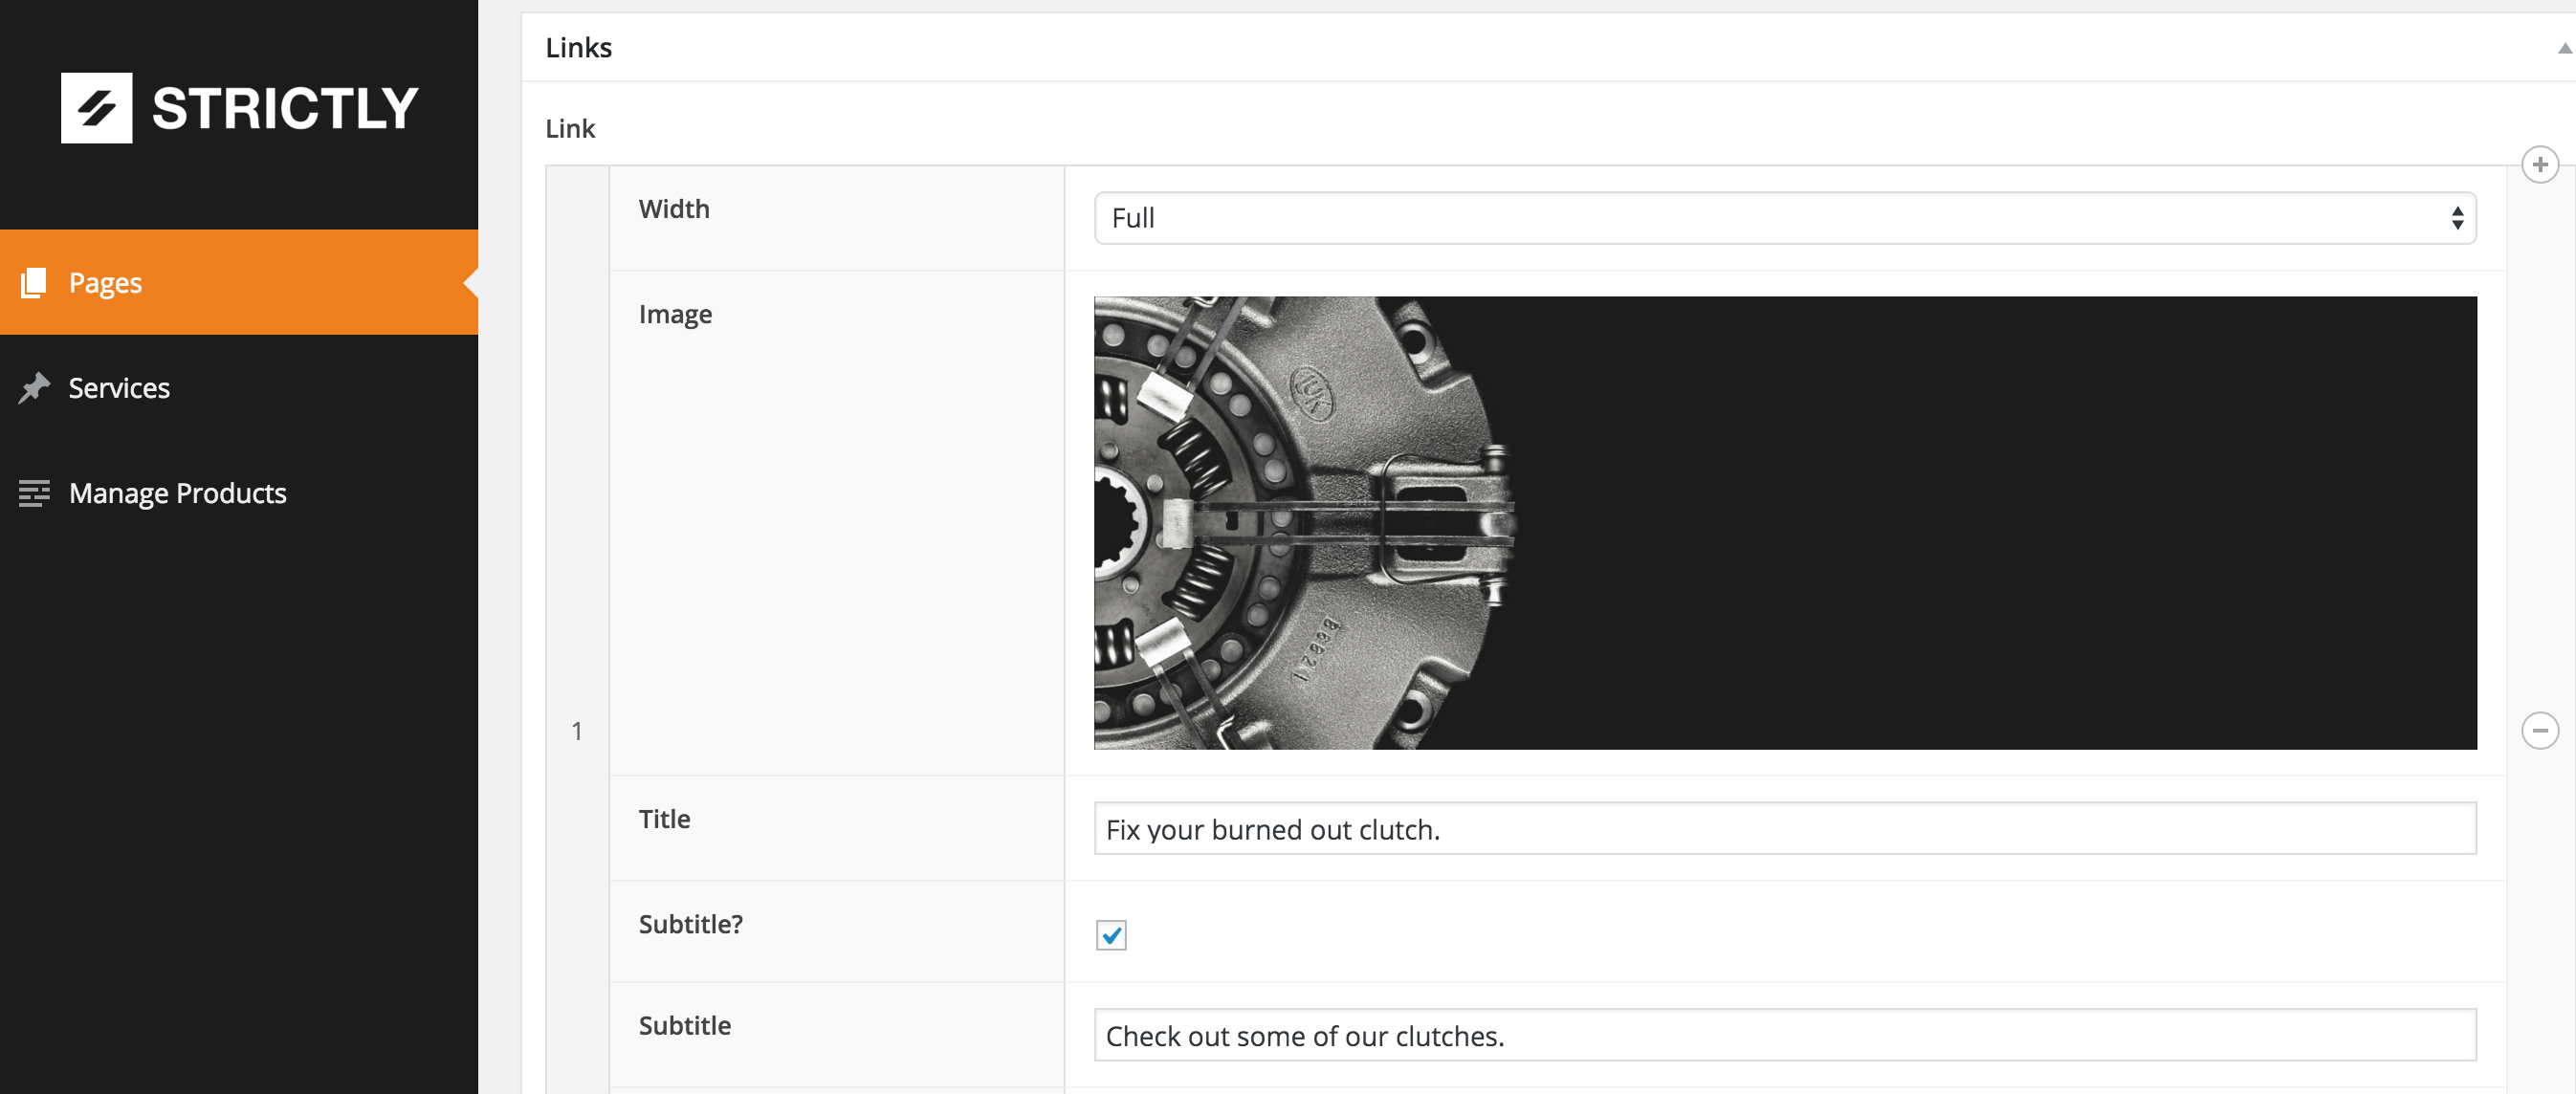 STRICTLY
Pages
Services
Manage Products
Links
Link
1
Width
Full
Image
LUK
Title
Fix your burned out clutch.
Subtitle?
Subtitle
Check out some of our clutches.